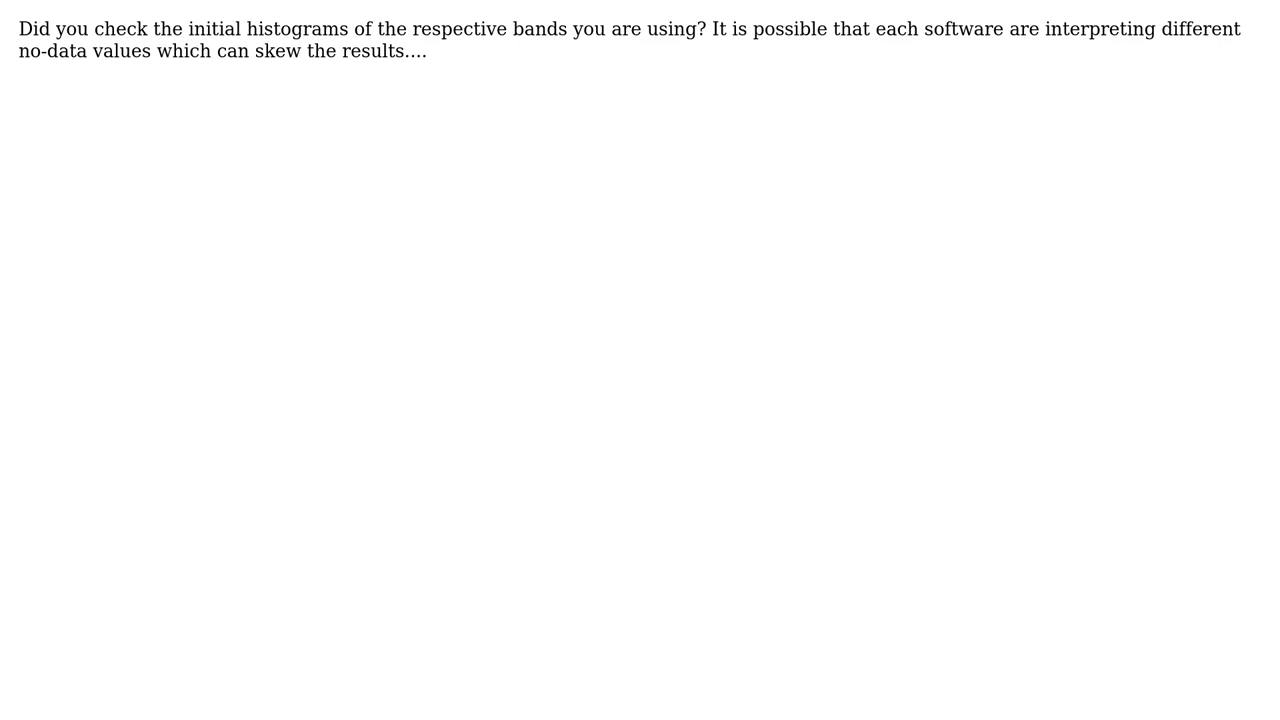 Did you check the initial histograms of the respective bands you are using? It is possible that each software are interpreting different
no-data values which can skew the results....